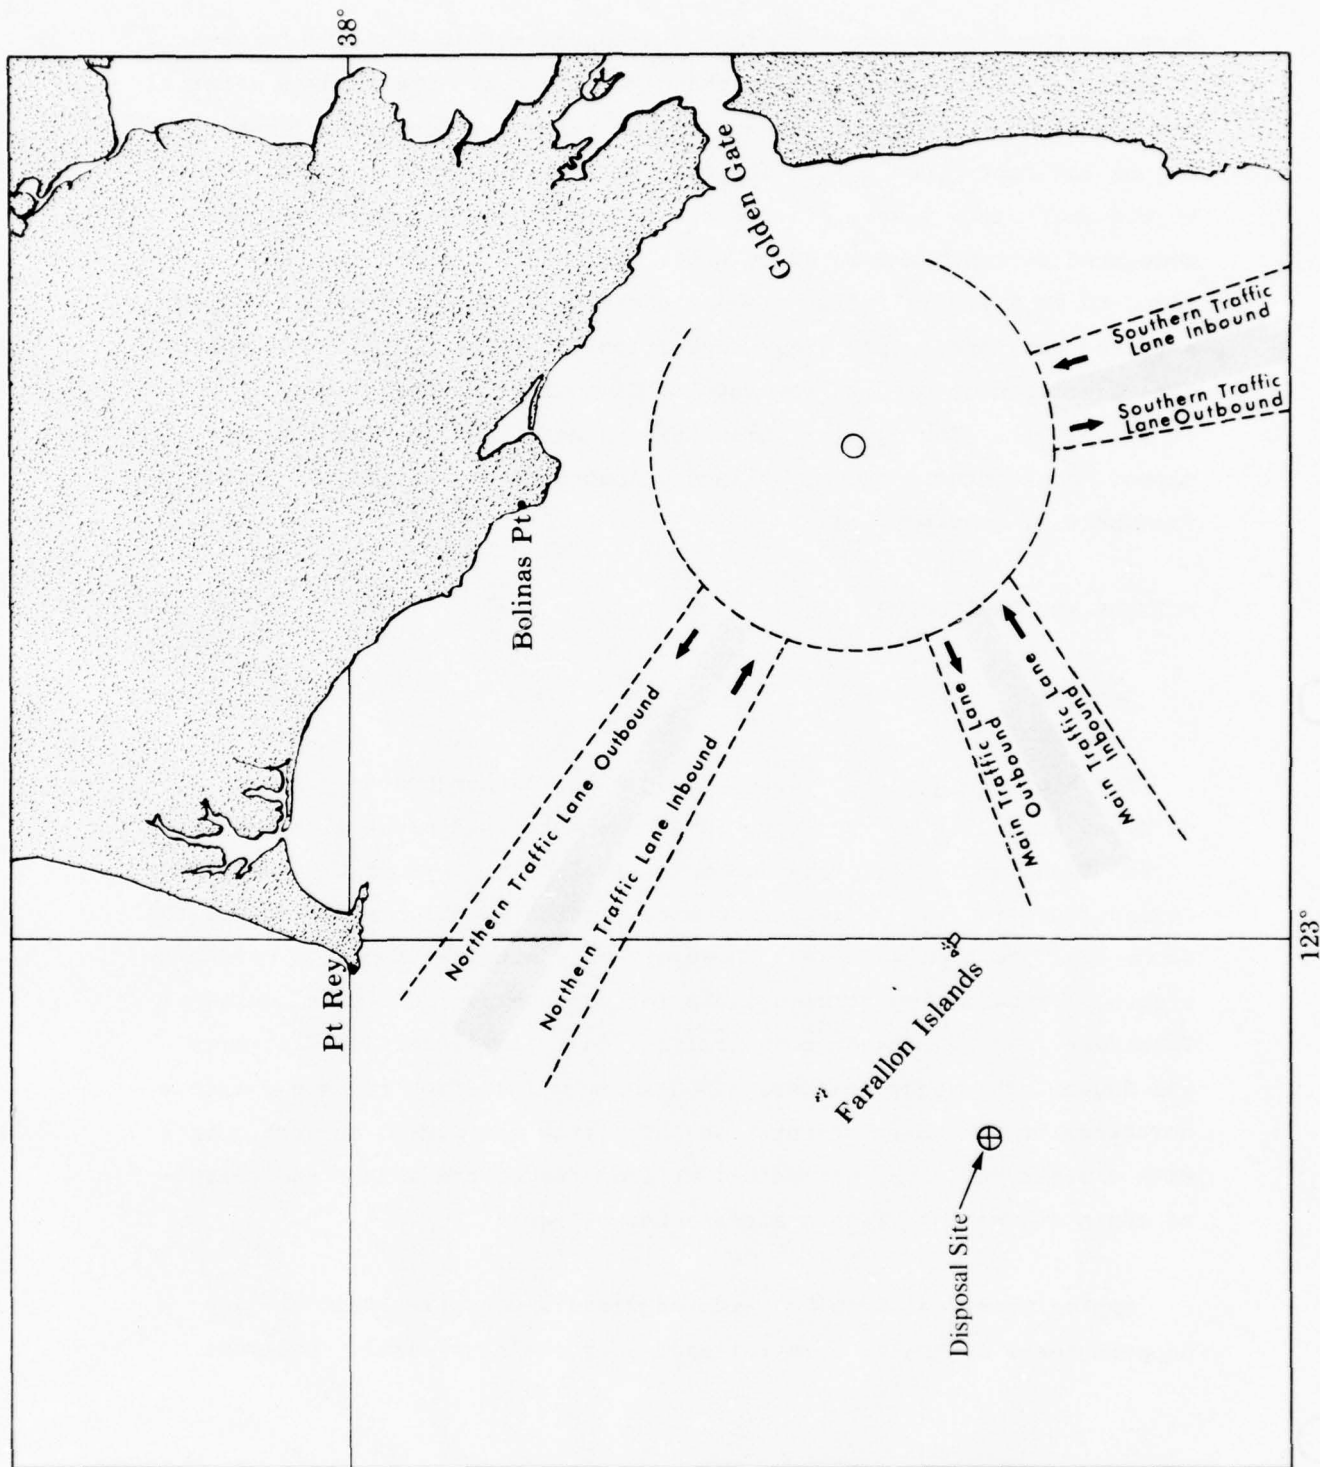 38°
Golden Gate
Southern Traffic
Lane Inbound
Southern Traffic
Lane Outbound
Bolinas Pt
Northern Traffic Lane Outbound
Northern Traffic Lane Inbound
Main Traffic Lane
Outbound
Main Traffic Lane
Inbound
Pt Rey
123°
Farallon Islands
Disposal Site